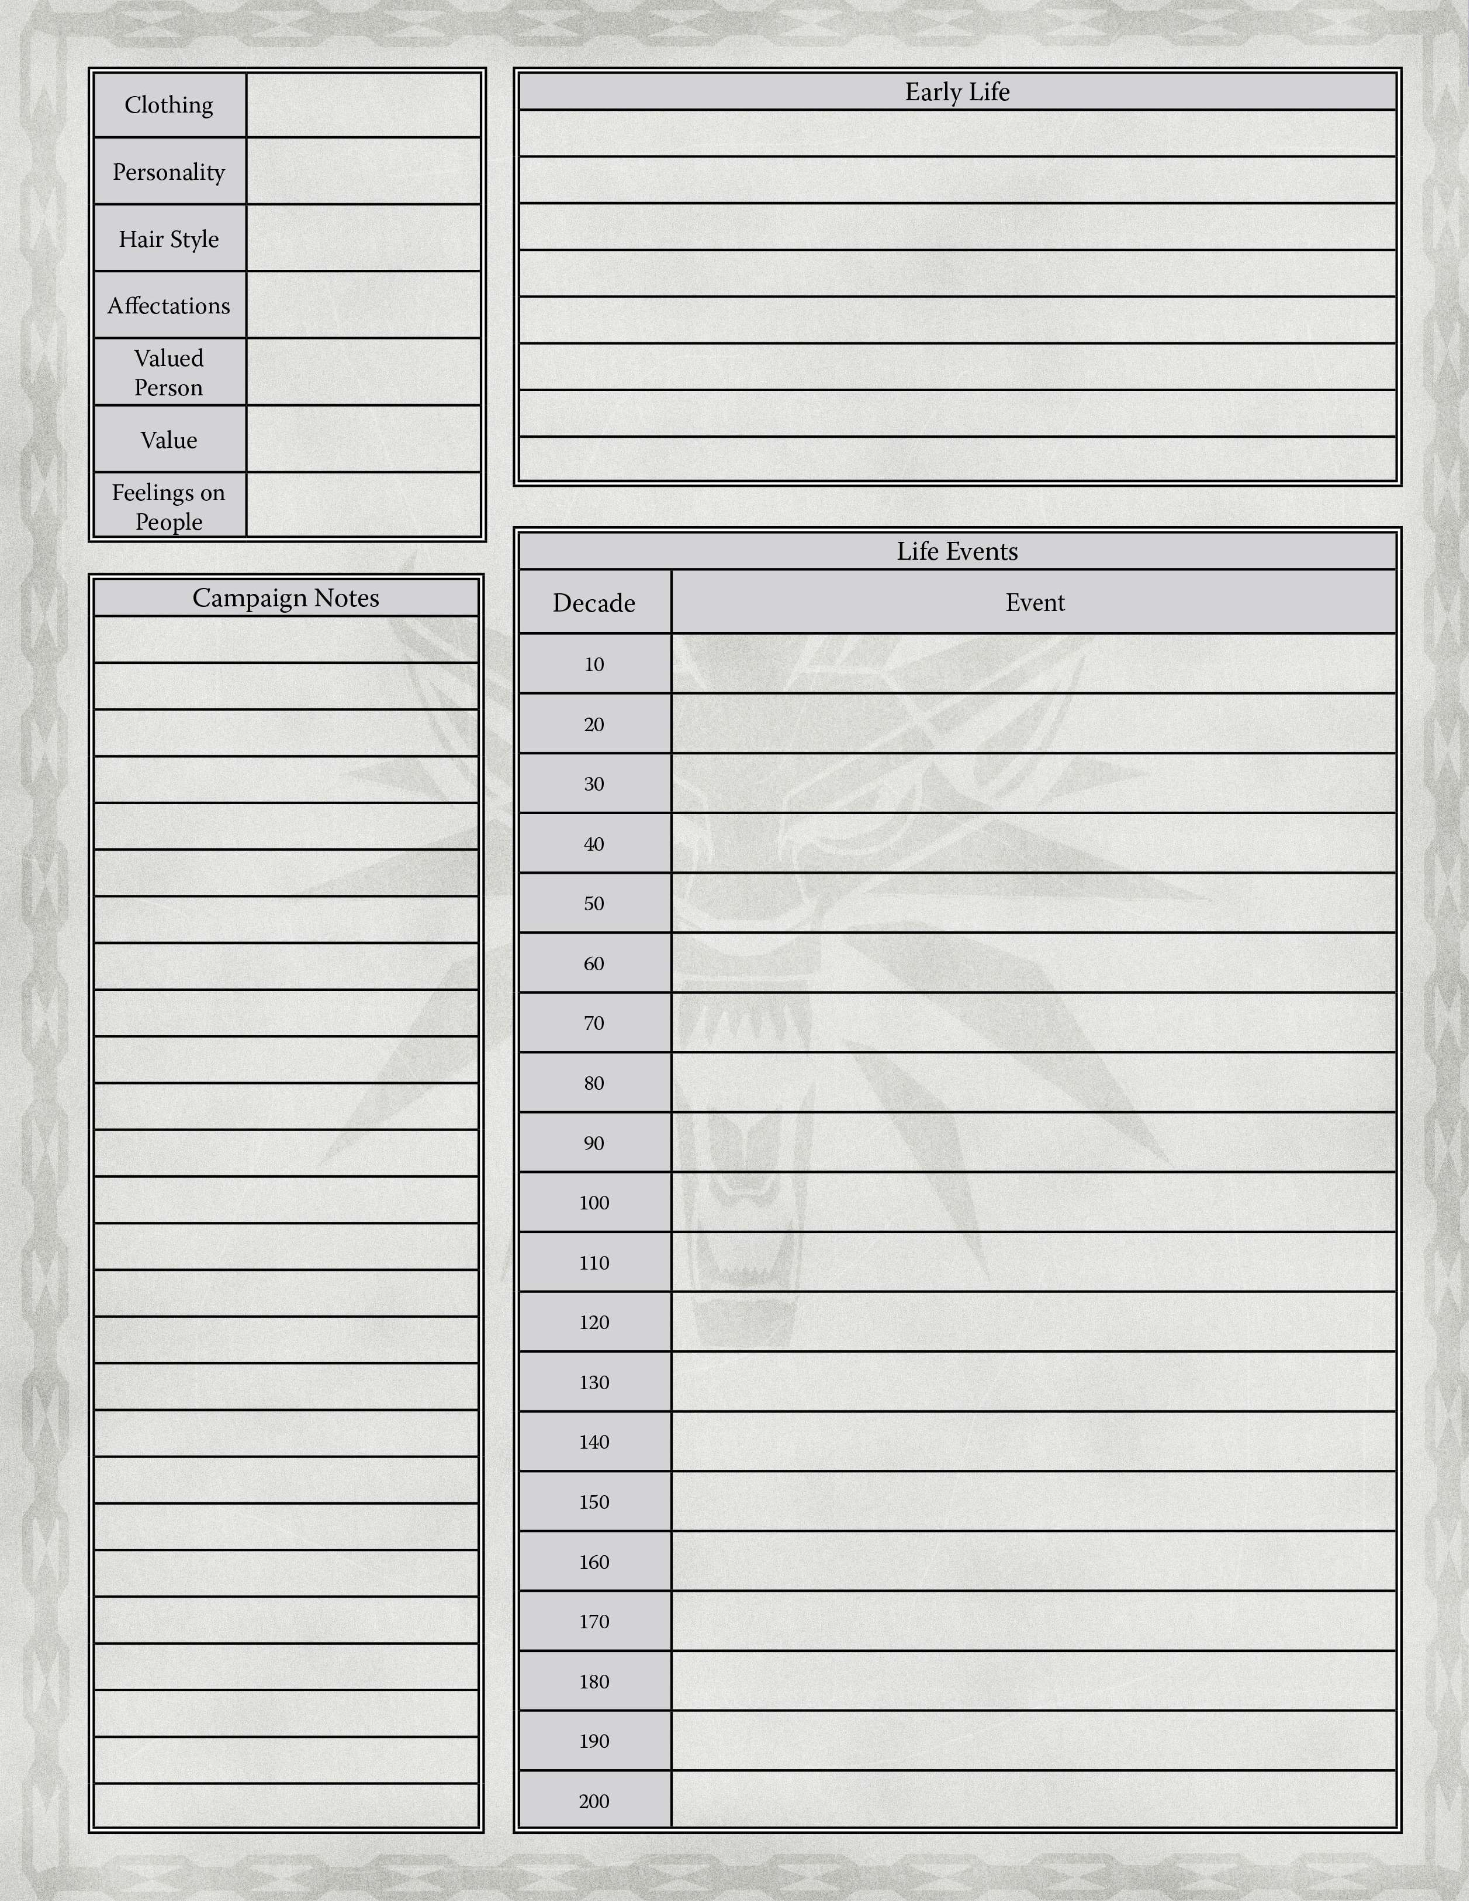 Clothing
Personality
Hair Style
Affectations
Valued
Person
Value
Feelings on
People
Campaign Notes
Early Life
Life Events
Decade Event
10
20
30
40
50
60
70
80
90
100
110
120
130
140
150
160
170
180
190
200